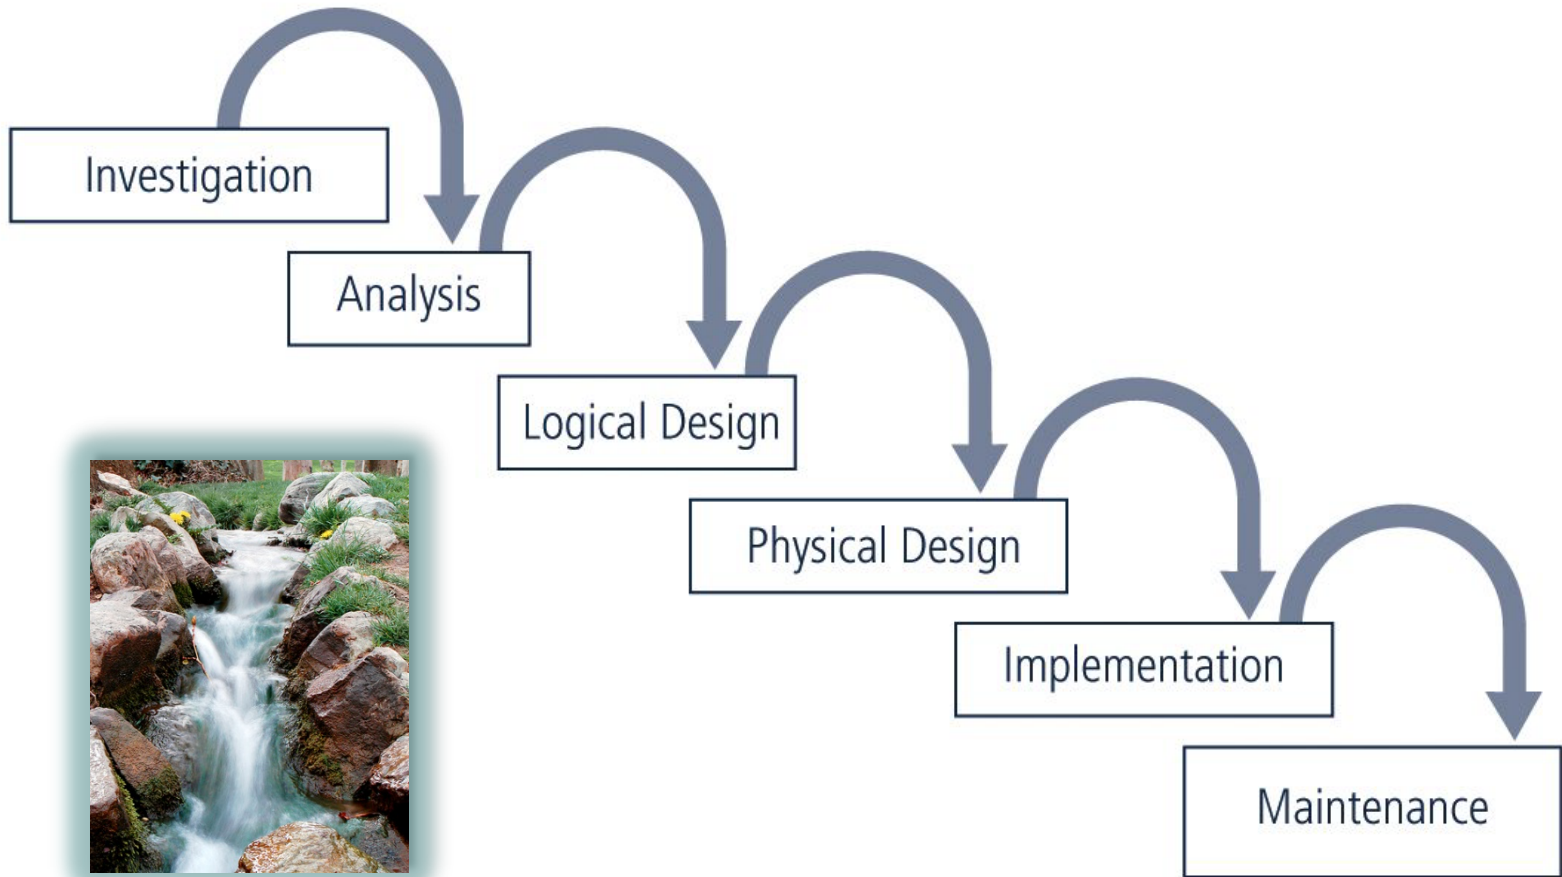 Investigation
Analysis
Logical Design
Physical Design
Implementation
Maintenance